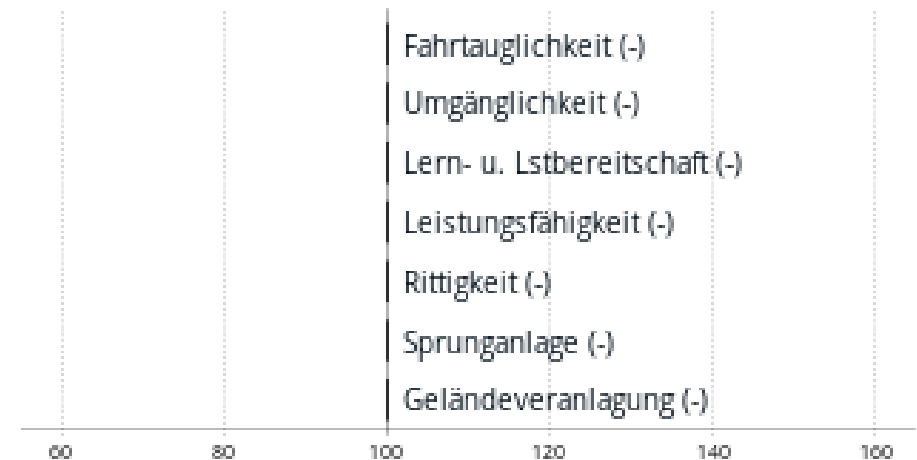 Fahrtauglichkeit (-)
Umgänglichkeit (-)
Lern- u. Lstbereitschaft (-)
Leistungsfähigkeit (-)
Rittigkeit (-)
Sprunganlage (-)
Geländeveranlagung (-)
60 80 100 120 140 160